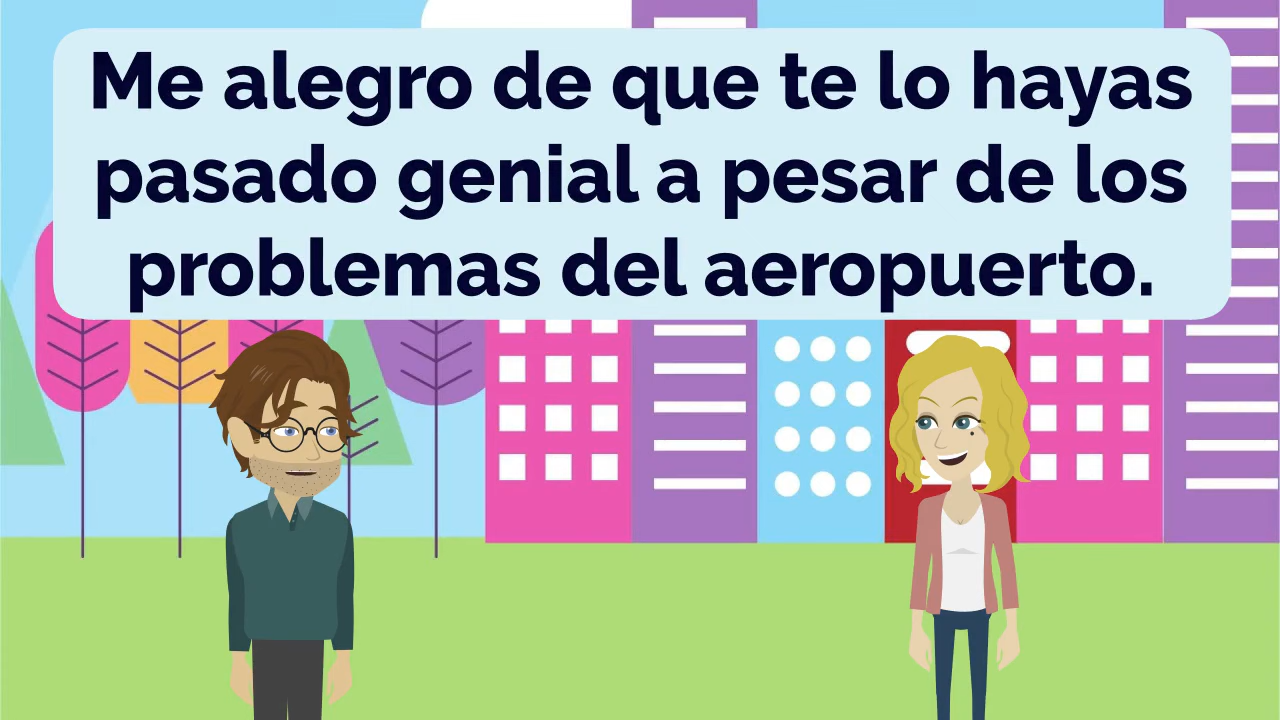 Me alegro de que te lo hayas
pasado genial a pesar de los
problemas del aeropuerto.